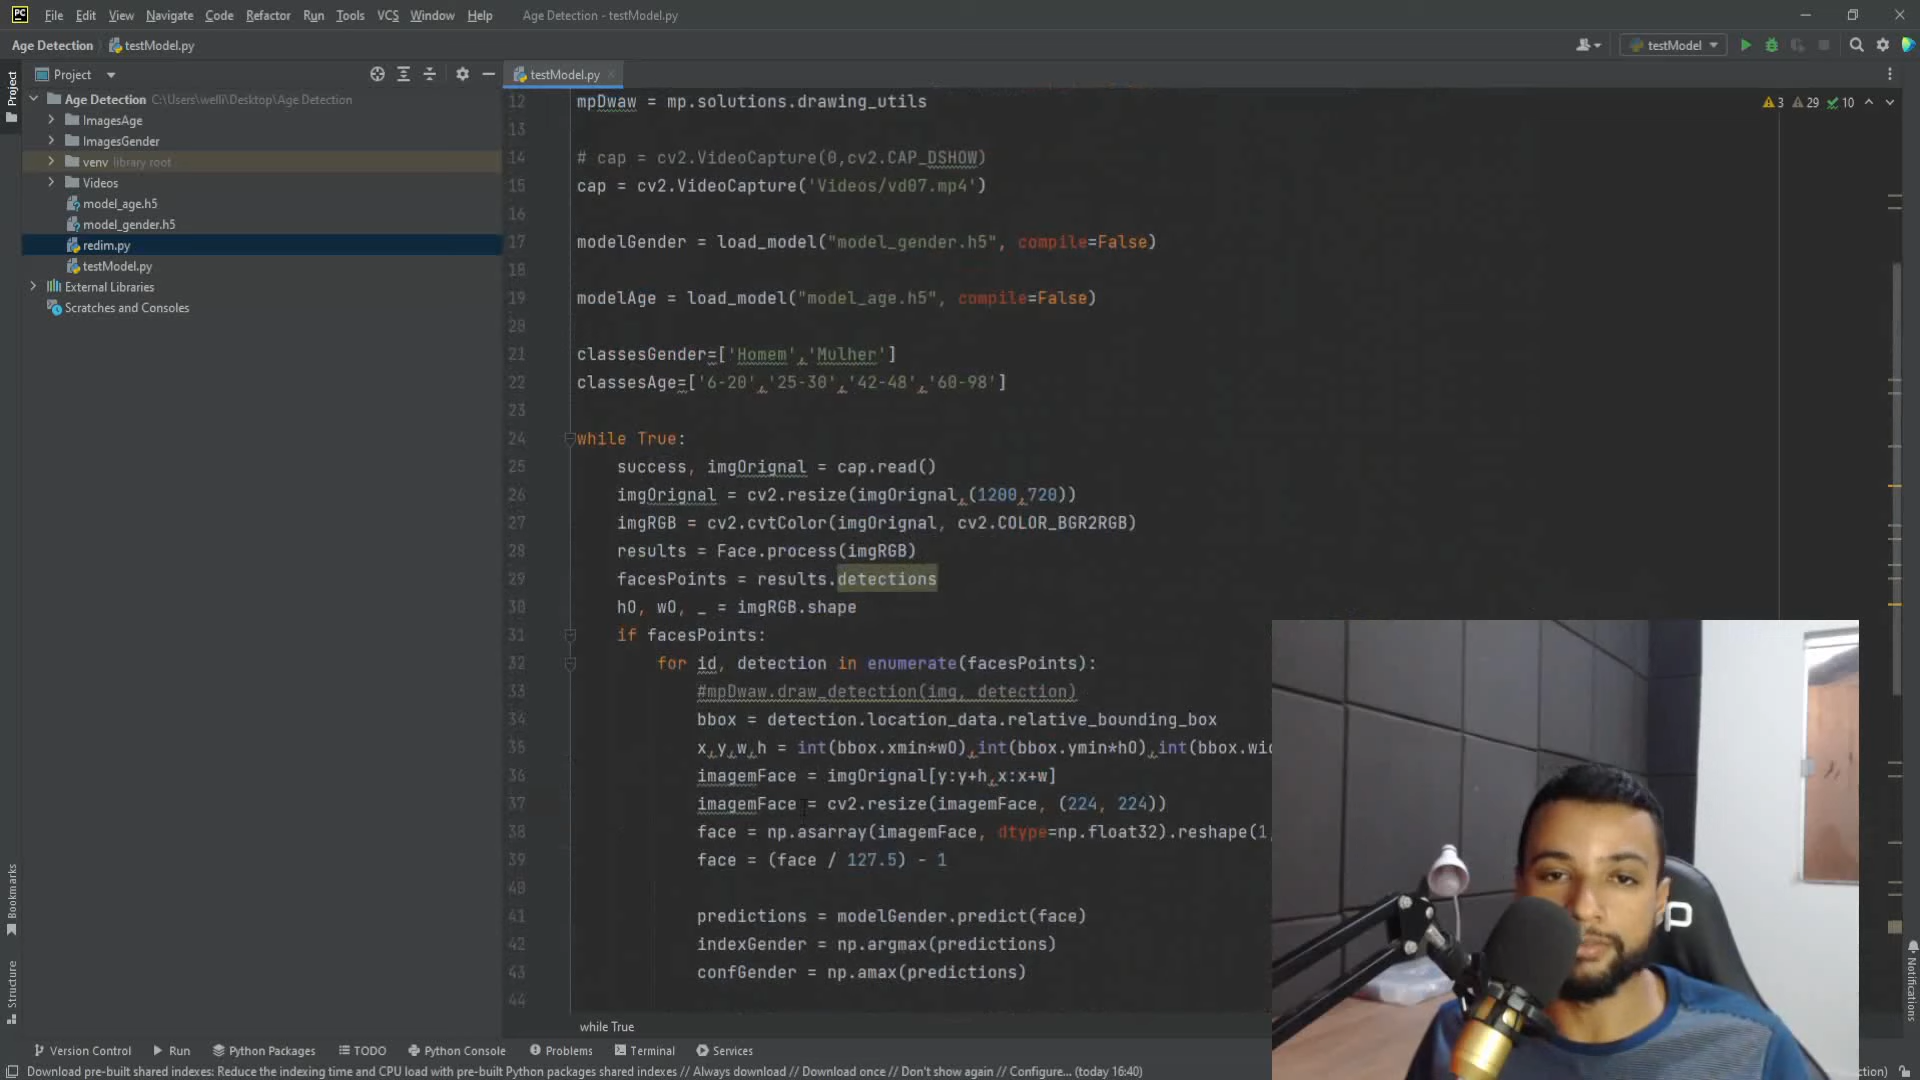 PC File Edit View Navigate Code Refactor Run Tools VCS Window Help Age Detection - testModel.py
Age Detection testModel.py testModel
Project testModel.py
Project
Age Detection C:\Users\welli\Desktop\Age Detection
ImagesAge
ImagesGender
venv library root
Videos
model_age.h5
model_gender.h5
redim.py
testModel.py
External Libraries
Scratches and Consoles
3 29 10
12 mpDwaw = mp.solutions.drawing_utils
13
14 # cap = cv2.VideoCapture(0,cv2.CAP_DSHOW)
15 cap = cv2.VideoCapture('Videos/vd07.mp4')
16
17 modelGender = load_model("model_gender.h5", compile=False)
18
19 modelAge = load_model("model_age.h5", compile=False)
20
21 classesGender=['Homem','Mulher']
22 classesAge=['6-20','25-30','42-48','60-98']
23
24 while True:
25 success, imgOrignal = cap.read()
26 imgOrignal = cv2.resize(imgOrignal,(1200,720))
27 imgRGB = cv2.cvtColor(imgOrignal, cv2.COLOR_BGR2RGB)
28 results = Face.process(imgRGB)
29 facesPoints = results.detections
30 hO, wO, _ = imgRGB.shape
31 if facesPoints:
32 for id, detection in enumerate(facesPoints):
33 #mpDwaw.draw_detection(img, detection)
34 bbox = detection.location_data.relative_bounding_box
35 x,y,w,h = int(bbox.xmin*wO),int(bbox.ymin*hO),int(bbox.wid
36 imagemFace = imgOrignal[y:y+h,x:x+w]
37 imagemFace = cv2.resize(imagemFace, (224, 224))
38 face = np.asarray(imagemFace, dtype=np.float32).reshape(1,
39 face = (face / 127.5) - 1
40
41 predictions = modelGender.predict(face)
42 indexGender = np.argmax(predictions)
43 confGender = np.amax(predictions)
44
while True
Bookmarks
Structure
Notifications
Version Control Run Python Packages TODO Python Console Problems Terminal Services
Download pre-built shared indexes: Reduce the indexing time and CPU load with pre-built Python packages shared indexes // Always download // Download once // Don't show again // Configure... (today 16:40)